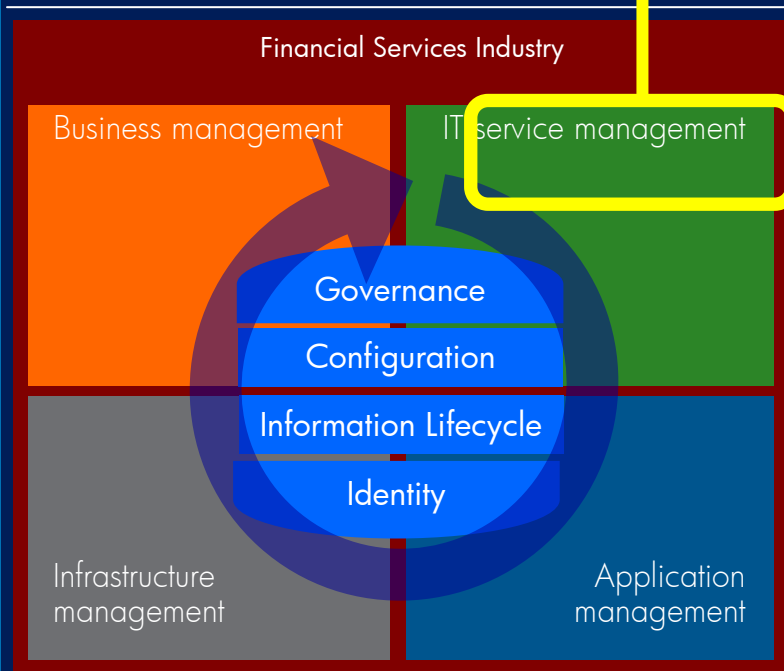 Financial Services Industry
Business management
IT service management
Governance
Configuration
Information Lifecycle
Identity
Infrastructure
management
Application
management